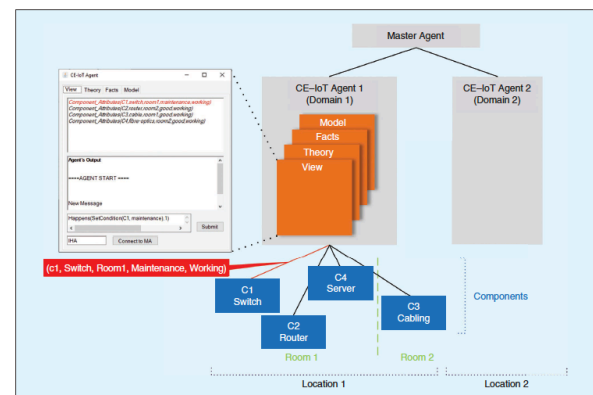 Master Agent
CE-IoT Agent
View Theory Facts Model
Component_Attributes(C1,switch,room1,maintenance,working)
Component_Attributes(C2,router,room2,good,working)
Component_Attributes(C3,cable,room1,good,working)
Component_Attributes(C4,fibre-optics,room2,good,working)
Agent's Output
====AGENT START ====
New Message
Happens(SetCondition(C1, maintenance),1)
Submit
IHA
Connect to MA
CE–IoT Agent 1
(Domain 1)
CE–IoT Agent 2
(Domain 2)
Model
Facts
Theory
View
(c1, Switch, Room1, Maintenance, Working)
C1
Switch
C4
Server
C2
Router
C3
Cabling
Components
Room 1
Room 2
Location 1
Location 2